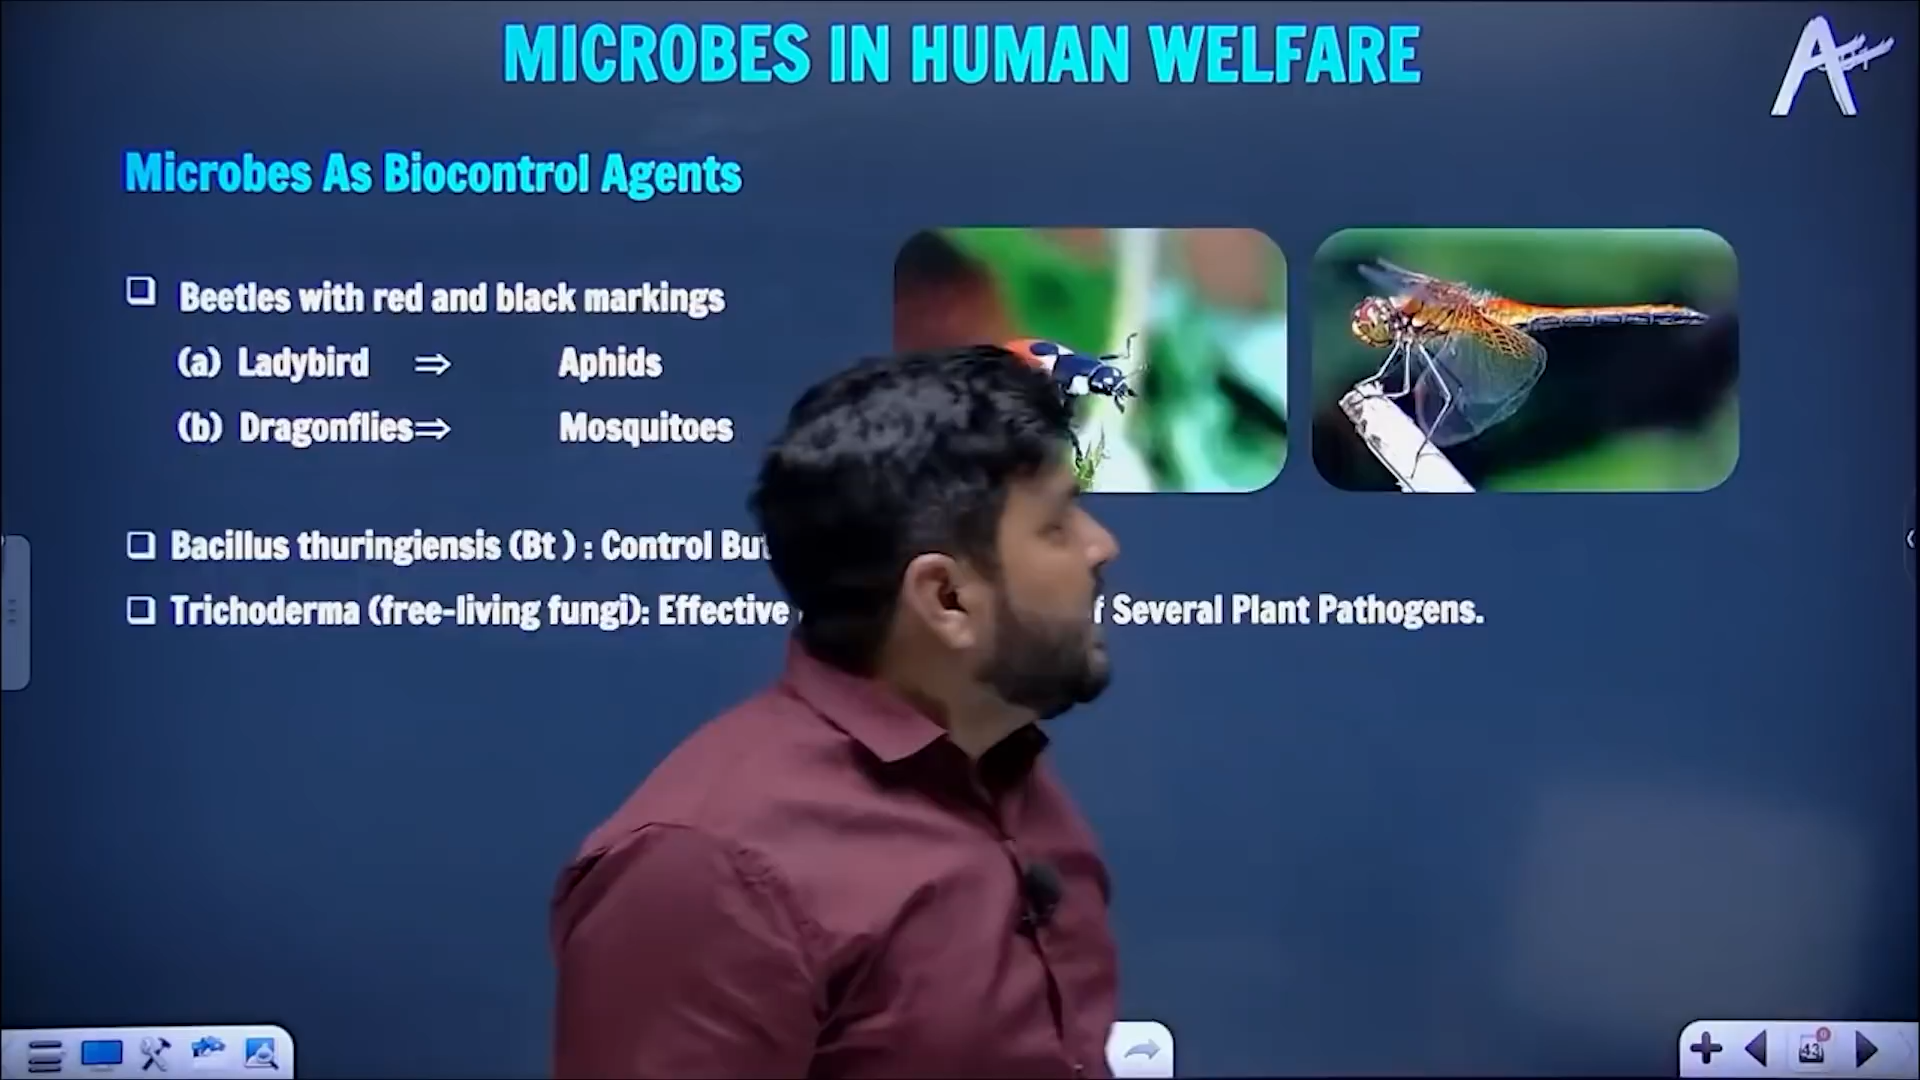 MICROBES IN HUMAN WELFARE
A+
Microbes As Biocontrol Agents
❑ Beetles with red and black markings
(a) Ladybird ⇒ Aphids
(b) Dragonflies ⇒ Mosquitoes
❑ Bacillus thuringiensis (Bt ) : Control
❑ Trichoderma (free-living fungi): Effective Several Plant Pathogens.
43